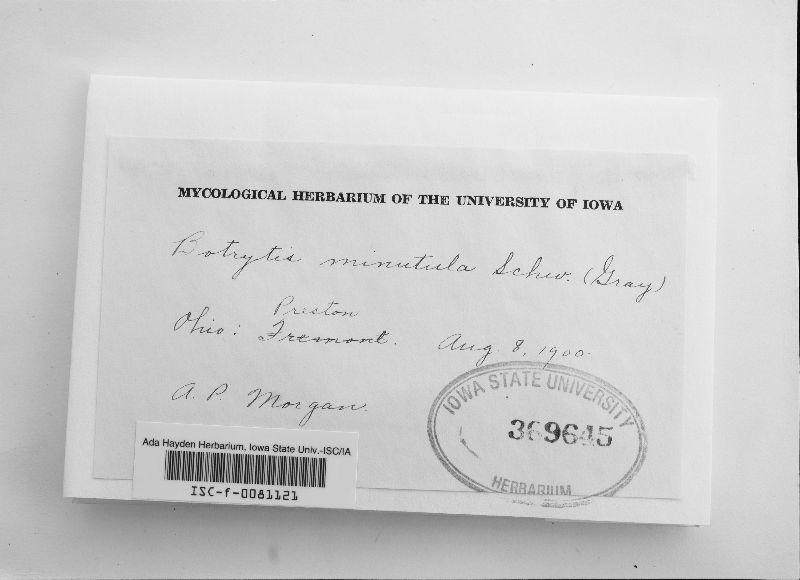 MYCOLOGICAL HERBARIUM OF THE UNIVERSITY OF IOWA
Botrytis minutula Schw. (Gray)
Preston
Ohio: Fremont. Aug. 8, 1900.
A. P. Morgan.
IOWA STATE UNIVERSITY
369645
HERBARIUM
Ada Hayden Herbarium, Iowa State Univ.-ISC/IA
ISC-f-0081121